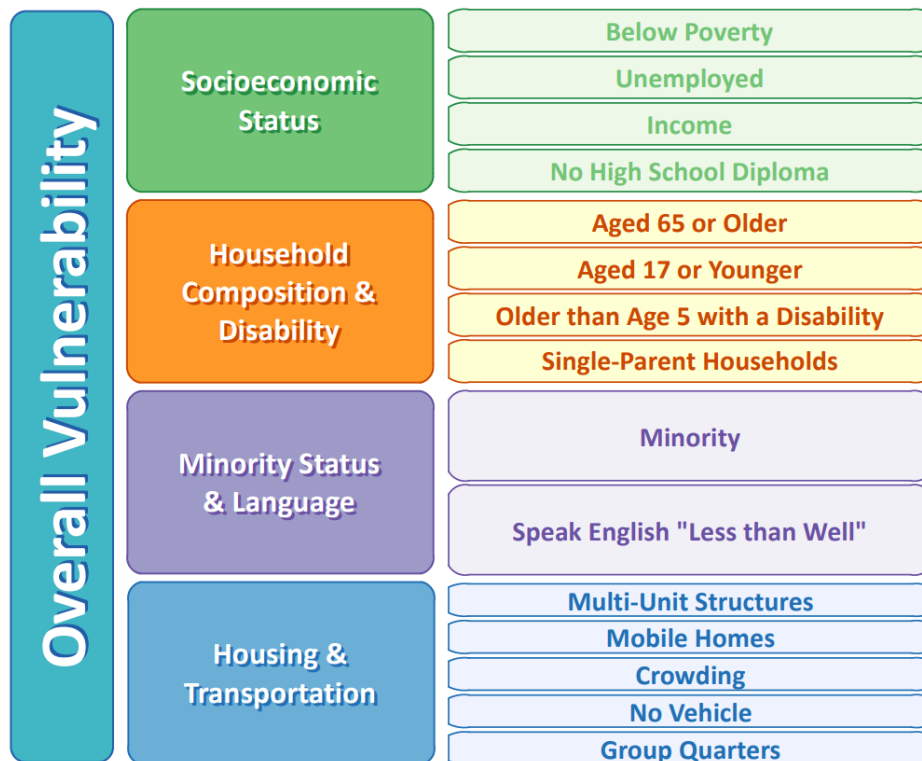 Overall Vulnerability
Socioeconomic
Status
Below Poverty
Unemployed
Income
No High School Diploma
Household
Composition &
Disability
Aged 65 or Older
Aged 17 or Younger
Older than Age 5 with a Disability
Single-Parent Households
Minority Status
& Language
Minority
Speak English "Less than Well"
Housing &
Transportation
Multi-Unit Structures
Mobile Homes
Crowding
No Vehicle
Group Quarters